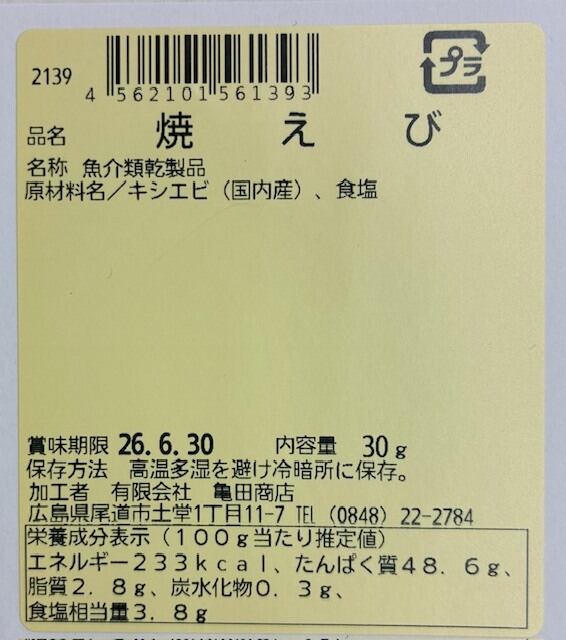 2139
4 562101 561393
プラ
品名 焼えび
名称 魚介類乾製品
原材料名／キシエビ（国内産）、食塩
賞味期限 26.6.30 内容量 30g
保存方法 高温多湿を避け冷暗所に保存。
加工者 有限会社 亀田商店
広島県尾道市土堂1丁目11-7 TEL (0848) 22-2784
栄養成分表示（１００ｇ当たり推定値）
エネルギー２３３ｋｃａｌ、たんぱく質４８．６ｇ、
脂質２．８ｇ、炭水化物０．３ｇ、
食塩相当量３．８ｇ